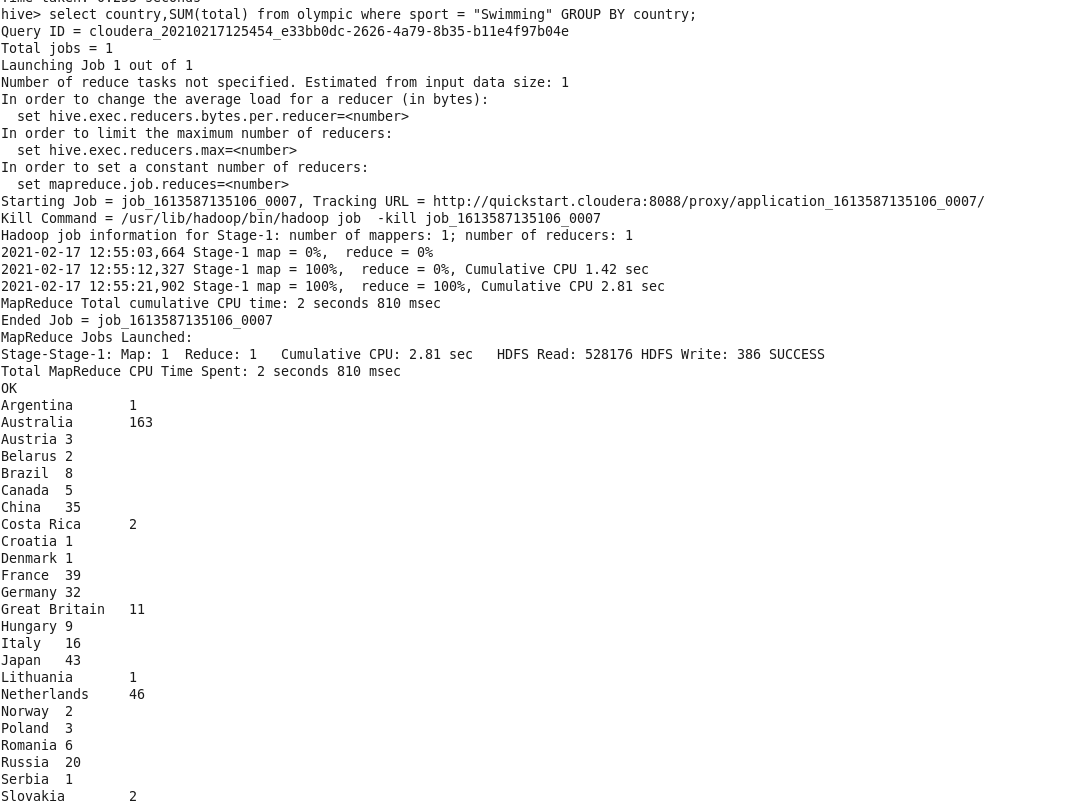 hive> select country,SUM(total) from olympic where sport = "Swimming" GROUP BY country;
Query ID = cloudera_20210217125454_e33bb0dc-2626-4a79-8b35-b11e4f97b04e
Total jobs = 1
Launching Job 1 out of 1
Number of reduce tasks not specified. Estimated from input data size: 1
In order to change the average load for a reducer (in bytes):
  set hive.exec.reducers.bytes.per.reducer=<number>
In order to limit the maximum number of reducers:
  set hive.exec.reducers.max=<number>
In order to set a constant number of reducers:
  set mapreduce.job.reduces=<number>
Starting Job = job_1613587135106_0007, Tracking URL = http://quickstart.cloudera:8088/proxy/application_1613587135106_0007/
Kill Command = /usr/lib/hadoop/bin/hadoop job  -kill job_1613587135106_0007
Hadoop job information for Stage-1: number of mappers: 1; number of reducers: 1
2021-02-17 12:55:03,664 Stage-1 map = 0%,  reduce = 0%
2021-02-17 12:55:12,327 Stage-1 map = 100%,  reduce = 0%, Cumulative CPU 1.42 sec
2021-02-17 12:55:21,902 Stage-1 map = 100%,  reduce = 100%, Cumulative CPU 2.81 sec
MapReduce Total cumulative CPU time: 2 seconds 810 msec
Ended Job = job_1613587135106_0007
MapReduce Jobs Launched:
Stage-Stage-1: Map: 1  Reduce: 1   Cumulative CPU: 2.81 sec   HDFS Read: 528176 HDFS Write: 386 SUCCESS
Total MapReduce CPU Time Spent: 2 seconds 810 msec
OK
Argentina	1
Australia	163
Austria	3
Belarus	2
Brazil	8
Canada	5
China	35
Costa Rica	2
Croatia	1
Denmark	1
France	39
Germany	32
Great Britain	11
Hungary	9
Italy	16
Japan	43
Lithuania	1
Netherlands	46
Norway	2
Poland	3
Romania	6
Russia	20
Serbia	1
Slovakia	2